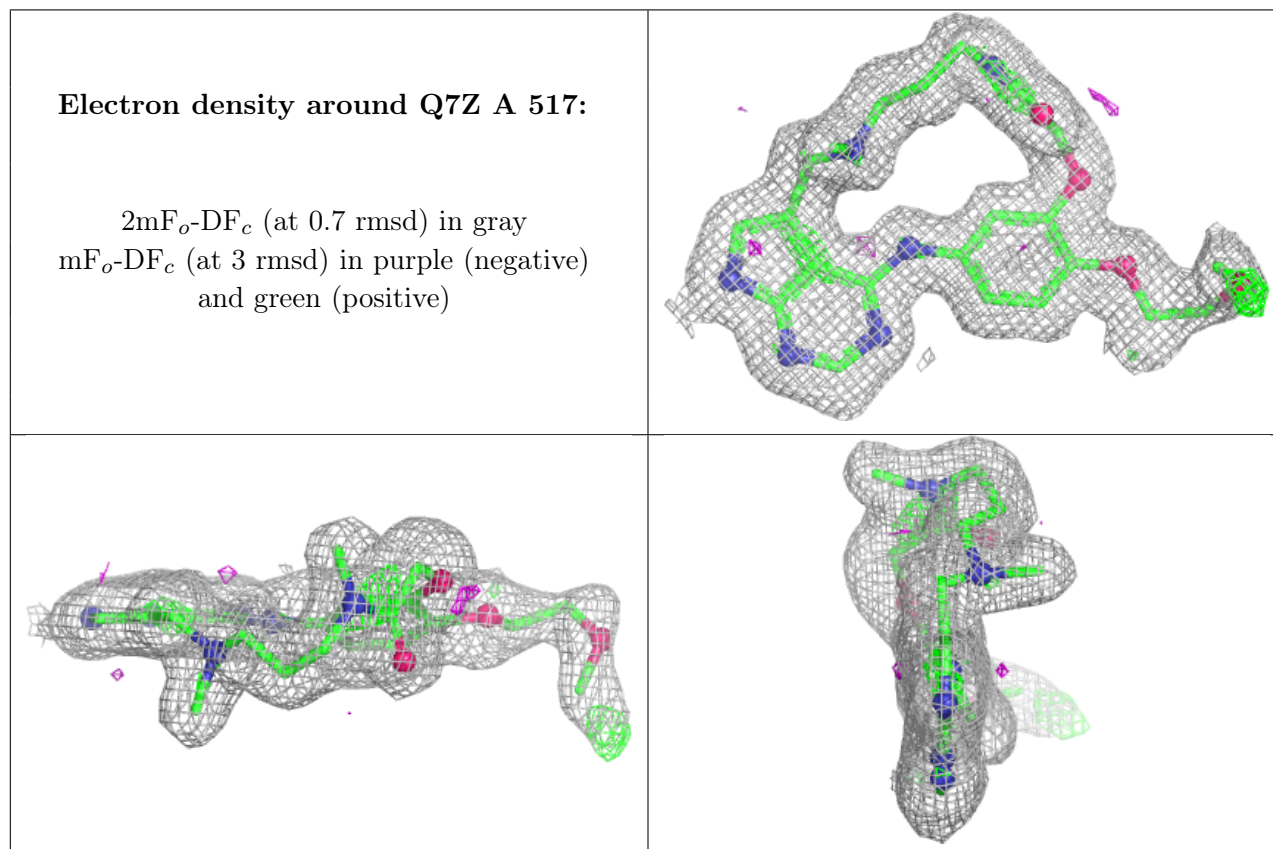 Electron density around Q7Z A 517:
2mFo-DFc (at 0.7 rmsd) in gray
mFo-DFc (at 3 rmsd) in purple (negative)
and green (positive)